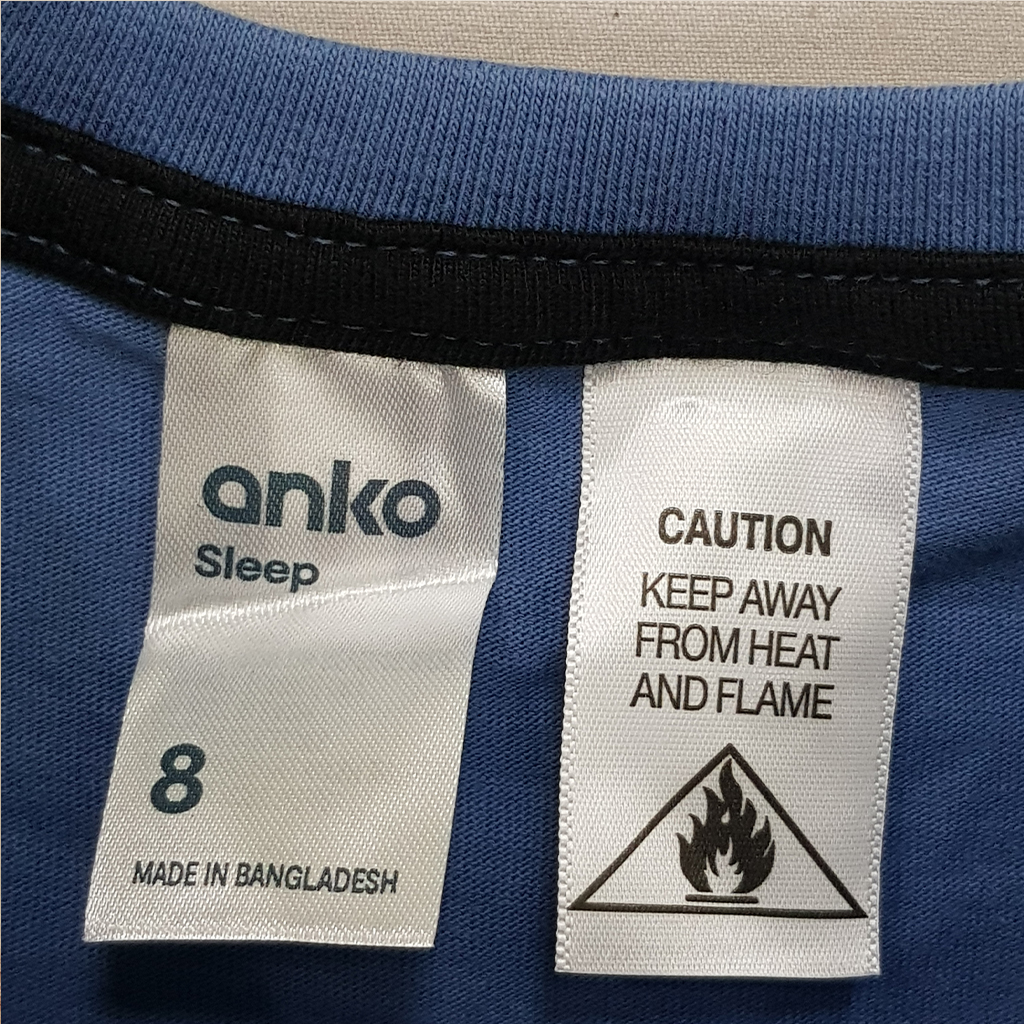 anko
Sleep
8
MADE IN BANGLADESH
CAUTION
KEEP AWAY
FROM HEAT
AND FLAME